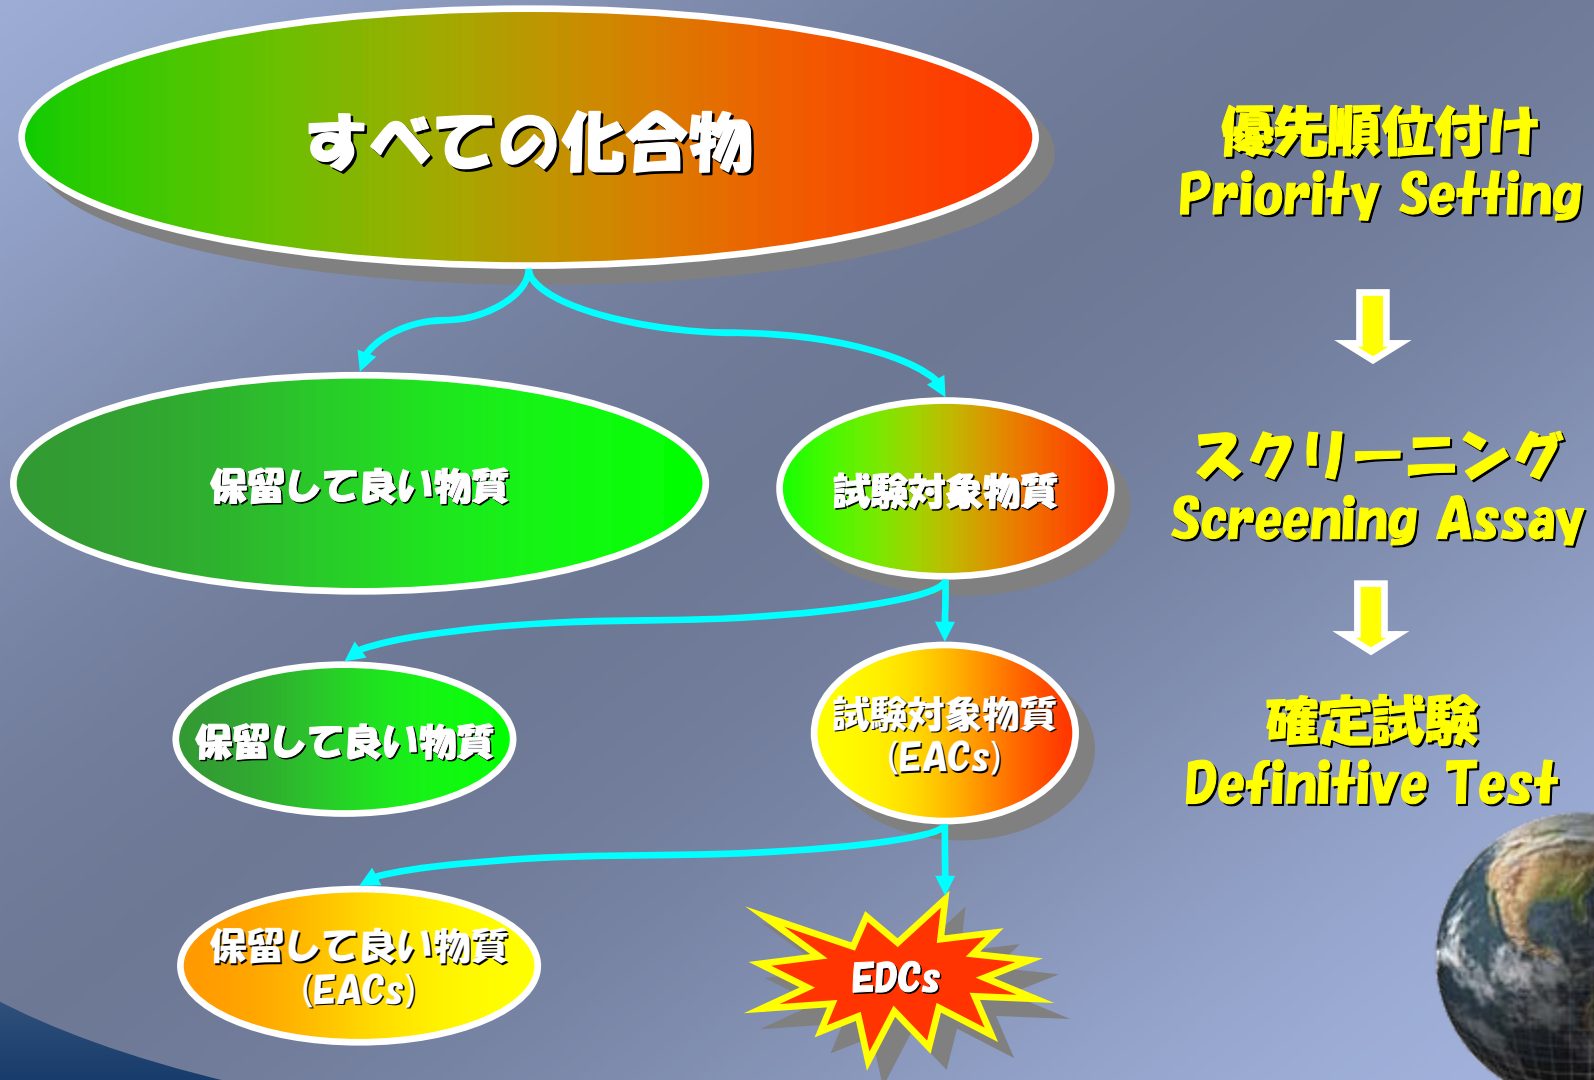 すべての化合物
優先順位付け
Priority Setting
保留して良い物質
試験対象物質
スクリーニング
Screening Assay
保留して良い物質
試験対象物質
(EACs)
確定試験
Definitive Test
保留して良い物質
(EACs)
EDCs